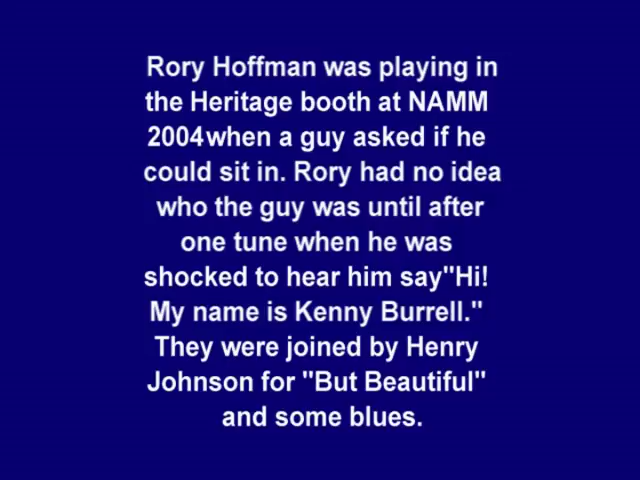 Rory Hoffman was playing in
the Heritage booth at NAMM
2004when a guy asked if he
could sit in. Rory had no idea
who the guy was until after
one tune when he was
shocked to hear him say"Hi!
My name is Kenny Burrell."
They were joined by Henry
Johnson for "But Beautiful"
and some blues.